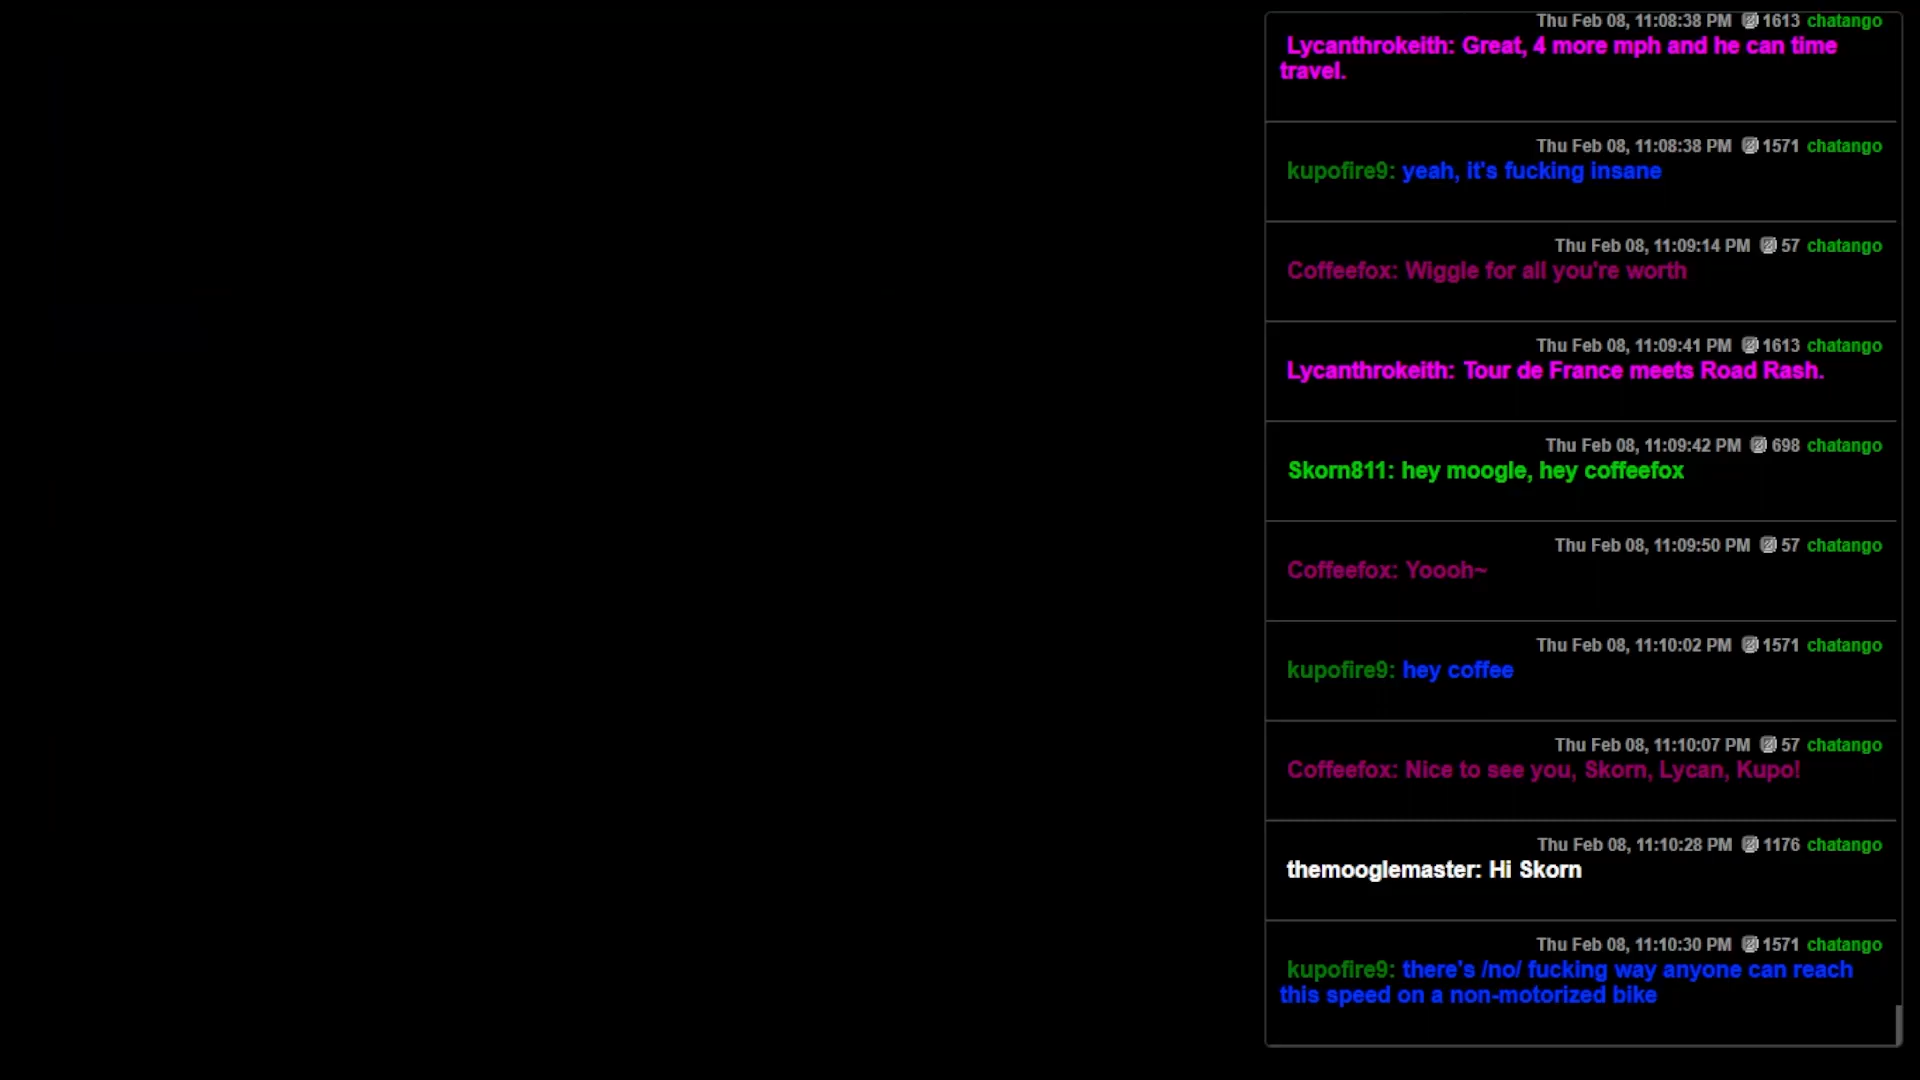 Thu Feb 08, 11:08:38 PM 1613 chatango
Lycanthrokeith: Great, 4 more mph and he can time
travel.
Thu Feb 08, 11:08:38 PM 1571 chatango
kupofire9: yeah, it's fucking insane
Thu Feb 08, 11:09:14 PM 57 chatango
Coffeefox: Wiggle for all you're worth
Thu Feb 08, 11:09:41 PM 1613 chatango
Lycanthrokeith: Tour de France meets Road Rash.
Thu Feb 08, 11:09:42 PM 698 chatango
Skorn811: hey moogle, hey coffeefox
Thu Feb 08, 11:09:50 PM 57 chatango
Coffeefox: Yoooh~
Thu Feb 08, 11:10:02 PM 1571 chatango
kupofire9: hey coffee
Thu Feb 08, 11:10:07 PM 57 chatango
Coffeefox: Nice to see you, Skorn, Lycan, Kupo!
Thu Feb 08, 11:10:28 PM 1176 chatango
themooglemaster: Hi Skorn
Thu Feb 08, 11:10:30 PM 1571 chatango
kupofire9: there's /no/ fucking way anyone can reach
this speed on a non-motorized bike